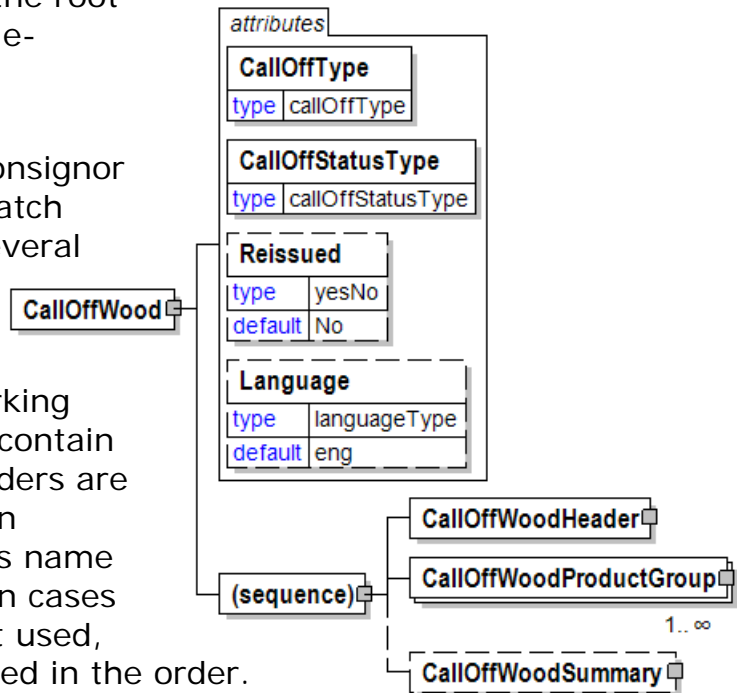 the root
e-
onsignor
atch
everal
rking
contain
ders are
n
s name
n cases
t used,
ed in the order.
attributes
CallOffType
type callOffType
CallOffStatusType
type callOffStatusType
Reissued
type yesNo
default No
Language
type languageType
default eng
CallOffWood
(sequence)
CallOffWoodHeader
CallOffWoodProductGroup
1.. ∞
CallOffWoodSummary